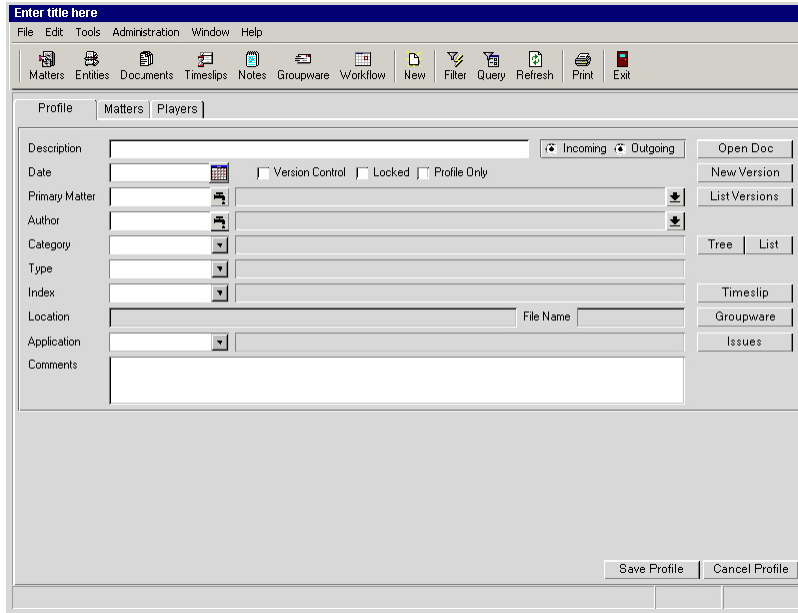 Enter title here
File Edit Tools Administration Window Help
Matters Entities Documents Timeslips Notes Groupware Workflow New Filter Query Refresh Print Exit
Profile Matters Players
Description Incoming Outgoing Open Doc
Date Version Control Locked Profile Only New Version
Primary Matter List Versions
Author
Category Tree List
Type
Index Timeslip
Location File Name Groupware
Application Issues
Comments
Save Profile Cancel Profile